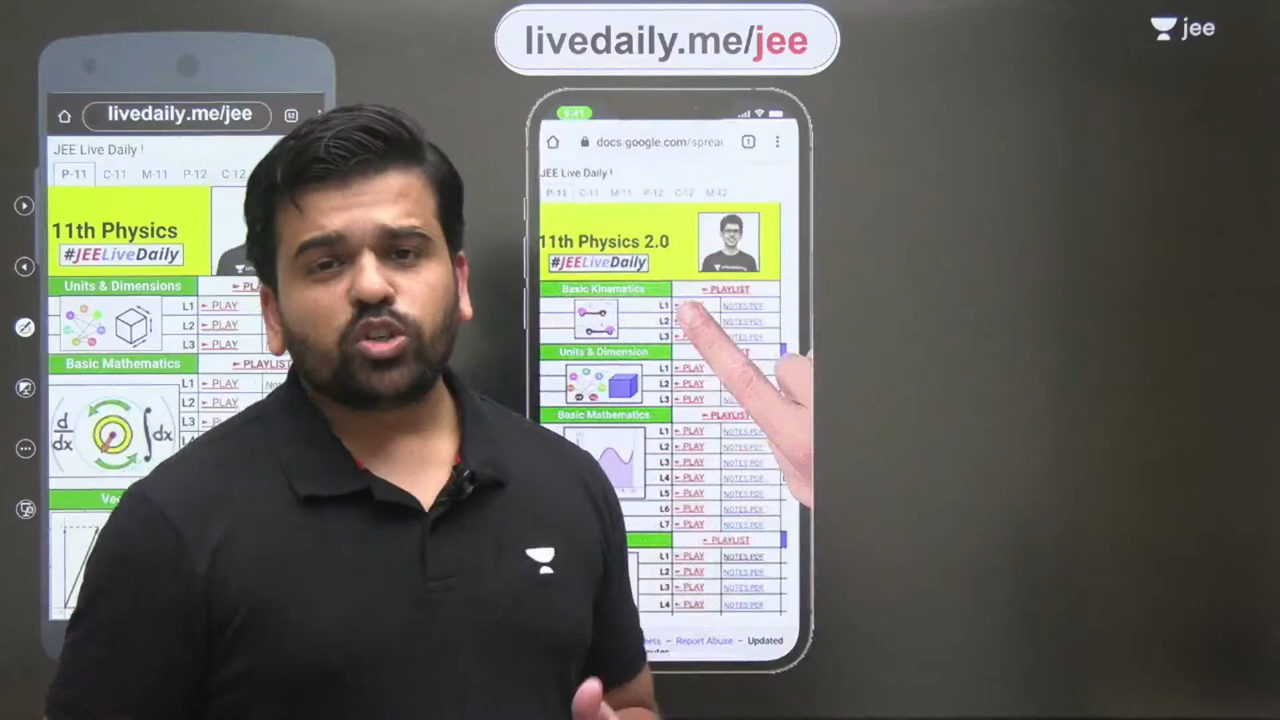 livedaily.me/jee
jee
livedaily.me/jee
JEE Live Daily !
P-11 C-11 M-11 P-12
11th Physics
#JEELiveDaily
Units & Dimensions
L1 ► PLAY
L2 ► PLAY
L3 ► PLAY
Basic Mathematics ► PLAYLIST
L1 ► PLAY
L2 ► PLAY
L3
d/dx ∫dx
9:41
docs.google.com/sprea
1
JEE Live Daily !
P-11 C-11 M-11 P-12 C-12 M-12
11th Physics 2.0
#JEELiveDaily
Basic Kinematics ► PLAYLIST
L1 NOTES PDF
L2 NOTES PDF
L3 NOTES PDF
Units & Dimension
L1 ► PLAY
L2 ► PLAY
L3 ► PLAY
Basic Mathematics ► PLAYLIST
L1 ► PLAY NOTES PDF
L2 ► PLAY NOTES PDF
L3 ► PLAY NOTES PDF
L4 ► PLAY NOTES PDF
L5 ► PLAY NOTES PDF
L6 ► PLAY NOTES PDF
L7 ► PLAY NOTES PDF
► PLAYLIST
L1 ► PLAY NOTES PDF
L2 ► PLAY NOTES PDF
L3 ► PLAY NOTES PDF
L4 ► PLAY NOTES PDF
Report Abuse – Updated